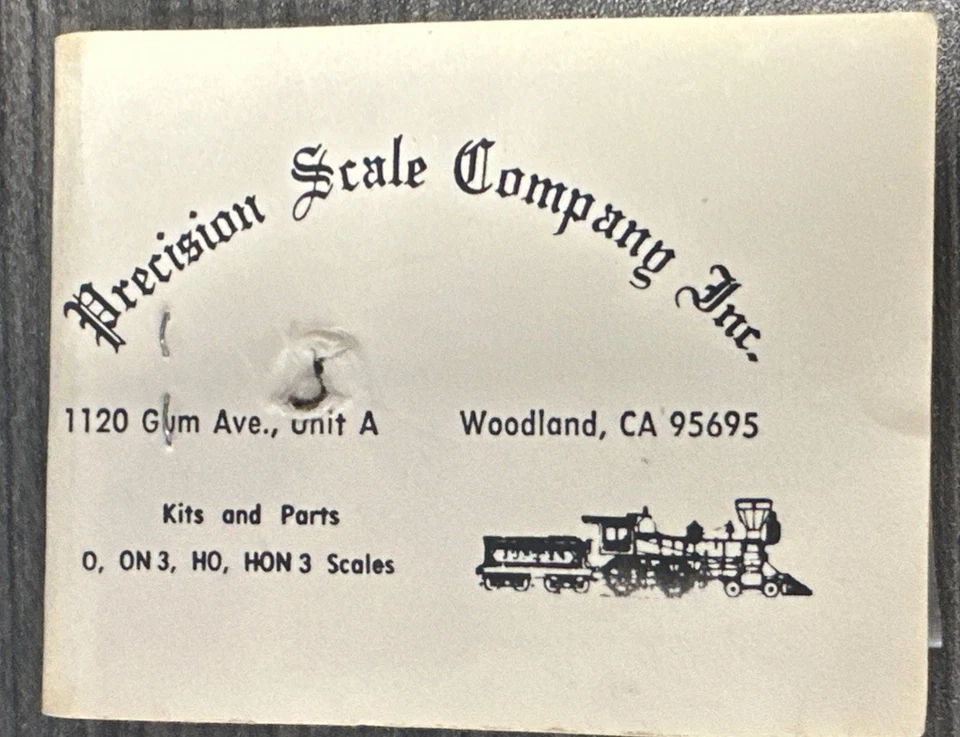 Precision Scale Company Inc.
1120 Gum Ave., Unit A Woodland, CA 95695
Kits and Parts
O, ON3, HO, HON3 Scales